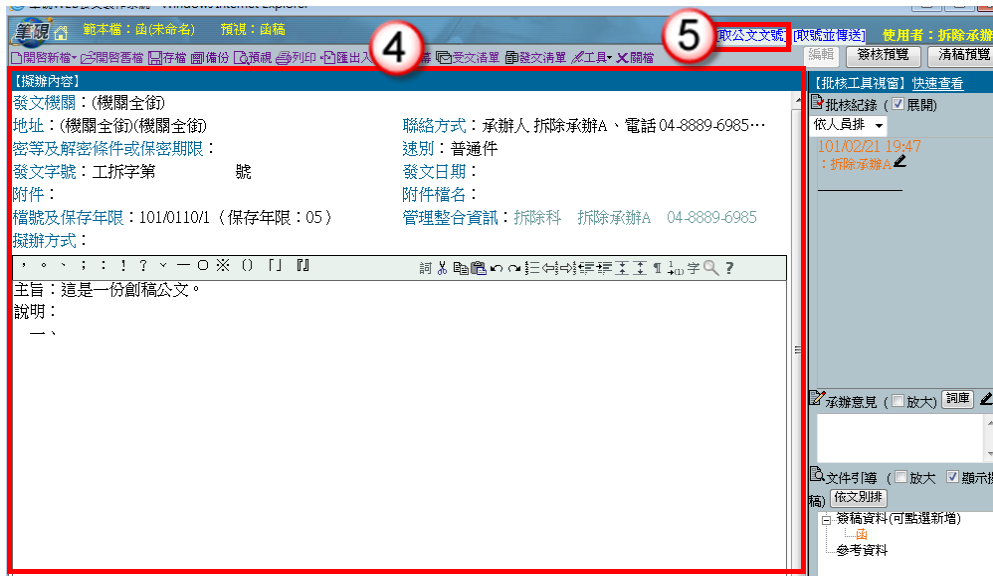 Windows Internet Explorer
筆硯 範本檔：函(未命名) 預視：函稿
4
5
取公文文號] [取號並傳送] 使用者：拆除承辦
開啓新檔 開啓舊檔 存檔 備份 預視 列印 匯出入 受文清單 發文清單 工具 關檔
編輯 簽核預覽 清稿預覽
【擬辦內容】
發文機關：(機關全銜)
地址：(機關全銜)(機關全銜) 聯絡方式：承辦人 拆除承辦A、電話 04-8889-6985…
密等及解密條件或保密期限： 速別：普通件
發文字號：工拆字第 號 發文日期：
附件： 附件檔名：
檔號及保存年限：101/0110/1（保存年限：05） 管理整合資訊：拆除科 拆除承辦A 04-8889-6985
擬辦方式：
，。、；：！？ˇ—○※（）「」『』 詞 ¶ 字 ?
主旨：這是一份創稿公文。
說明：
一、
【批核工具視窗】快速查看
批核紀錄（ 展開)
依人員排
101/02/21 19:47
：拆除承辦A
承辦意見（ 放大) 詞庫
文件引導（ 放大 顯示
稿) 依文別排
簽稿資料(可點選新增)
函
參考資料